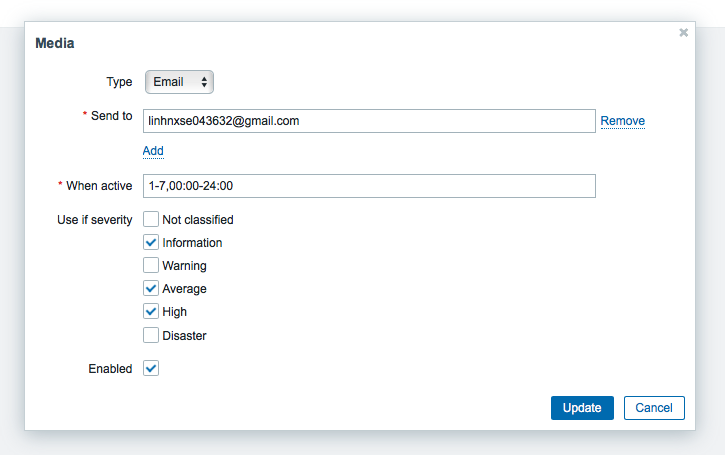 Media
Type Email
* Send to linhnxse043632@gmail.com Remove
Add
* When active 1-7,00:00-24:00
Use if severity Not classified
Information
Warning
Average
High
Disaster
Enabled
Update Cancel